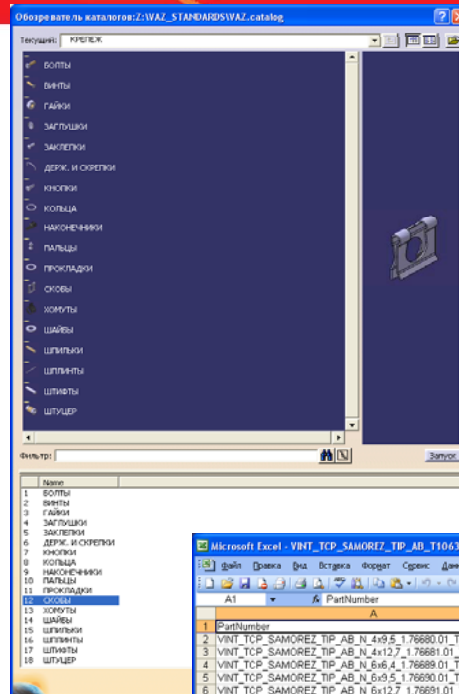 Обозреватель каталогов:Z:\VAZ_STANDARDS\VAZ.catalog
Текущий: КРЕПЕЖ
БОЛТЫ
ВИНТЫ
ГАЙКИ
ЗАГЛУШКИ
ЗАКЛЕПКИ
ДЕРЖ. И СКРЕПКИ
КНОПКИ
КОЛЬЦА
НАКОНЕЧНИКИ
ПАЛЬЦЫ
ПРОКЛАДКИ
СКОБЫ
ХОМУТЫ
ШАЙБЫ
ШПИЛЬКИ
ШПЛИНТЫ
ШТИФТЫ
ШТУЦЕР
Фильтр: Запуск
Name
1 БОЛТЫ
2 ВИНТЫ
3 ГАЙКИ
4 ЗАГЛУШКИ
5 ЗАКЛЕПКИ
6 ДЕРЖ. И СКРЕПКИ
7 КНОПКИ
8 КОЛЬЦА
9 НАКОНЕЧНИКИ
10 ПАЛЬЦЫ
11 ПРОКЛАДКИ
12 СКОБЫ
13 ХОМУТЫ
14 ШАЙБЫ
15 ШПИЛЬКИ
16 ШПЛИНТЫ
17 ШТИФТЫ
18 ШТУЦЕР
Microsoft Excel - VINT_TCP_SAMOREZ_TIP_AB_T1063
Файл Правка Вид Вставка Формат Сервис Данн
A1 fx PartNumber
A
1 PartNumber
2 VINT_TCP_SAMOREZ_TIP_AB_N_4x9,5_1.76680.01_T
3 VINT_TCP_SAMOREZ_TIP_AB_N_4x12,7_1.76681.01
4 VINT_TCP_SAMOREZ_TIP_AB_N_6x6,4_1.76689.01_T
5 VINT_TCP_SAMOREZ_TIP_AB_N_6x9,5_1.76690.01_T
6 VINT_TCP_SAMOREZ_TIP_AB_N_6x12,7_1.76691.01